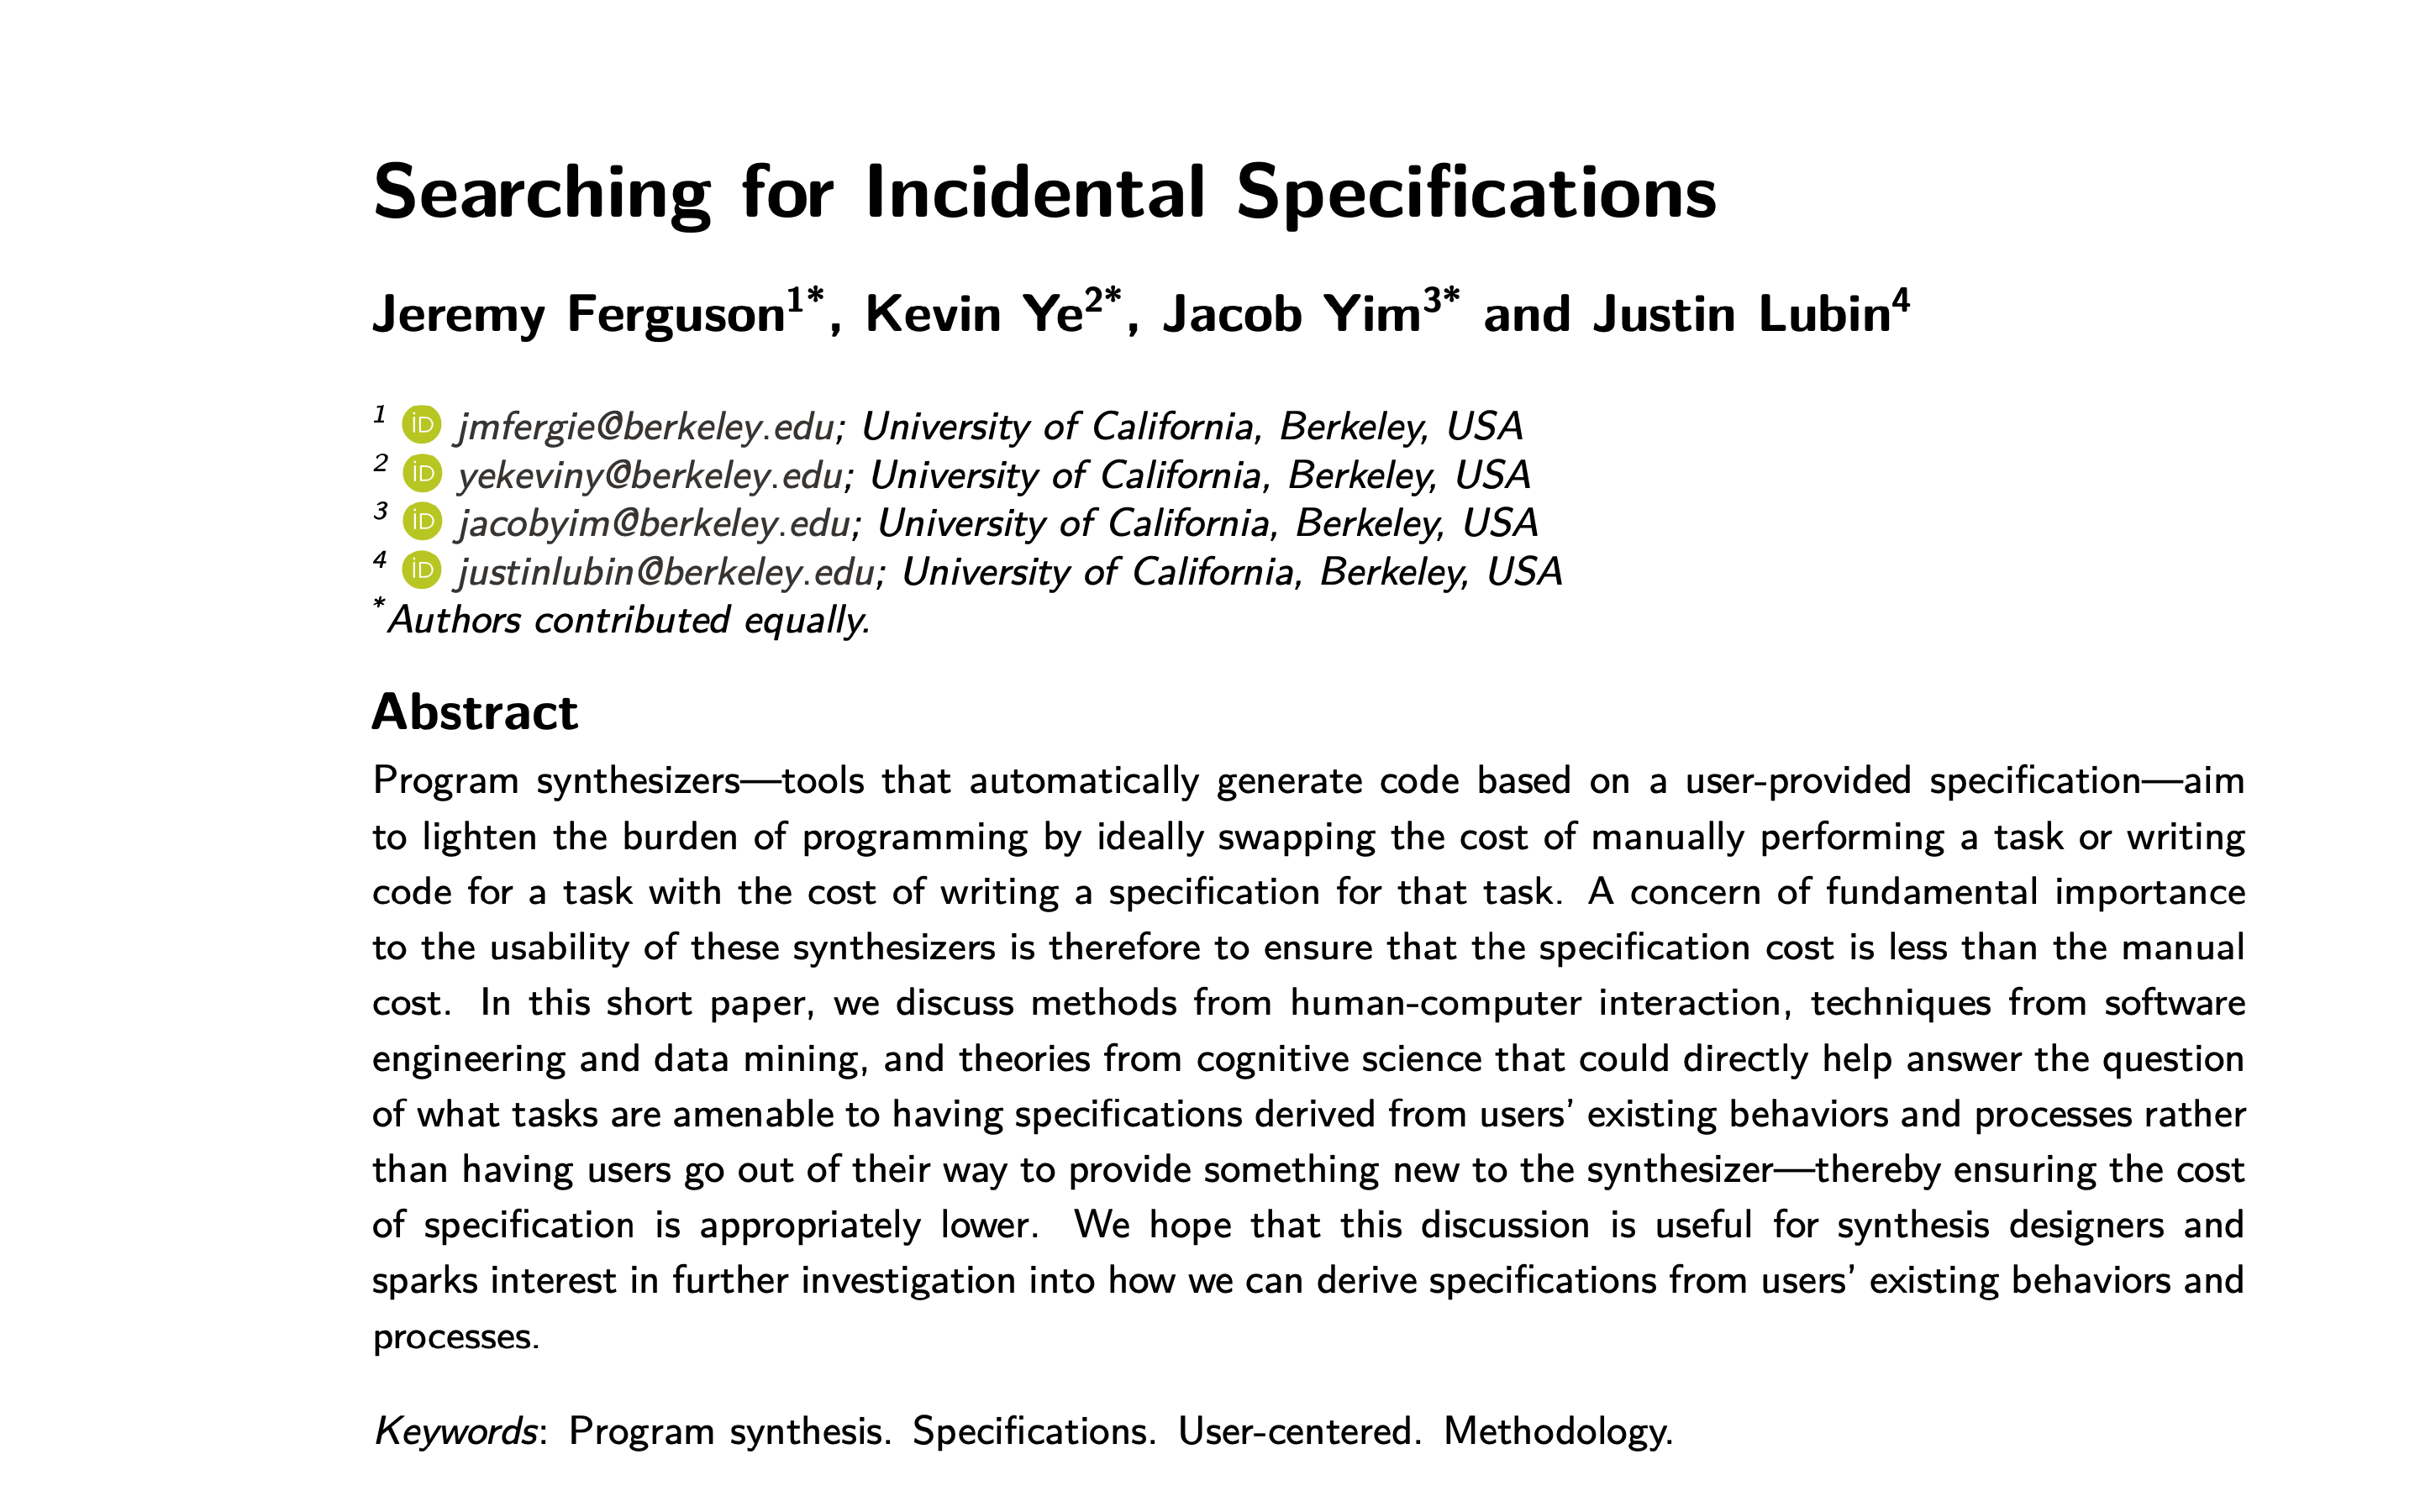 Searching for Incidental Specifications
Jeremy Ferguson1*, Kevin Ye2*, Jacob Yim3* and Justin Lubin4
1 iD jmfergie@berkeley.edu; University of California, Berkeley, USA
2 iD yekeviny@berkeley.edu; University of California, Berkeley, USA
3 iD jacobyim@berkeley.edu; University of California, Berkeley, USA
4 iD justinlubin@berkeley.edu; University of California, Berkeley, USA
*Authors contributed equally.
Abstract
Program synthesizers—tools that automatically generate code based on a user-provided specification—aim
to lighten the burden of programming by ideally swapping the cost of manually performing a task or writing
code for a task with the cost of writing a specification for that task. A concern of fundamental importance
to the usability of these synthesizers is therefore to ensure that the specification cost is less than the manual
cost. In this short paper, we discuss methods from human-computer interaction, techniques from software
engineering and data mining, and theories from cognitive science that could directly help answer the question
of what tasks are amenable to having specifications derived from users' existing behaviors and processes rather
than having users go out of their way to provide something new to the synthesizer—thereby ensuring the cost
of specification is appropriately lower. We hope that this discussion is useful for synthesis designers and
sparks interest in further investigation into how we can derive specifications from users' existing behaviors and
processes.
Keywords: Program synthesis. Specifications. User-centered. Methodology.